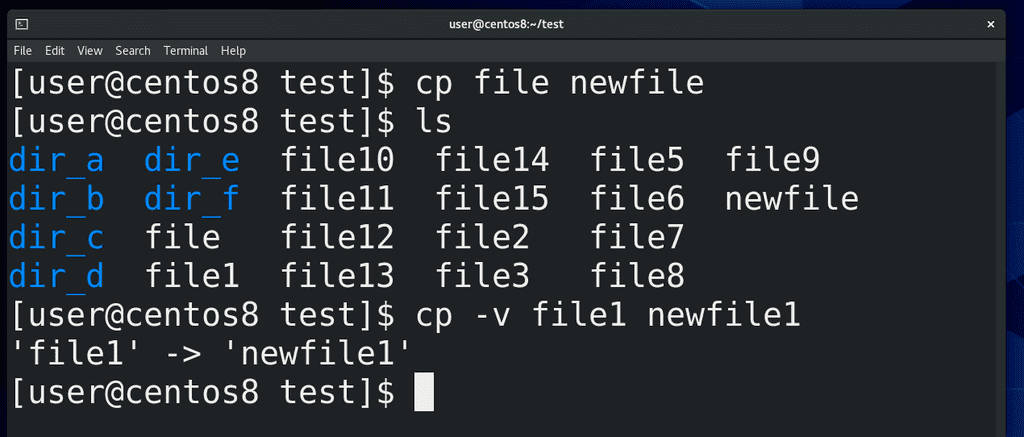 user@centos8:~/test
File Edit View Search Terminal Help
[user@centos8 test]$ cp file newfile
[user@centos8 test]$ ls
dir_a dir_e file10 file14 file5 file9
dir_b dir_f file11 file15 file6 newfile
dir_c file file12 file2 file7
dir_d file1 file13 file3 file8
[user@centos8 test]$ cp -v file1 newfile1
'file1' -> 'newfile1'
[user@centos8 test]$